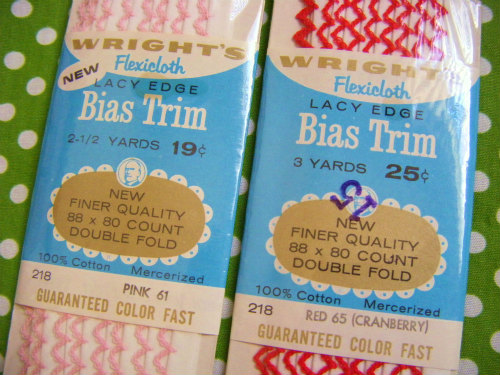 WRIGHT'S
Flexicloth
NEW
LACY EDGE
Bias Trim
2-1/2 YARDS 19¢
NEW
FINER QUALITY
88 x 80 COUNT
DOUBLE FOLD
100% Cotton Mercerized
218 PINK 61
GUARANTEED COLOR FAST
WRIGHT'S
Flexicloth
LACY EDGE
Bias Trim
3 YARDS 25¢
NEW
FINER QUALITY
88 x 80 COUNT
DOUBLE FOLD
100% Cotton Mercerized
218 RED 65 (CRANBERRY)
GUARANTEED COLOR FAST